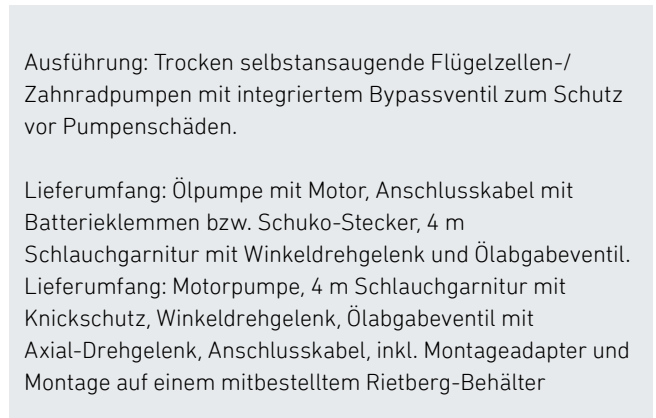 Ausführung: Trocken selbstansaugende Flügelzellen-/
Zahnradpumpen mit integriertem Bypassventil zum Schutz
vor Pumpenschäden.
Lieferumfang: Ölpumpe mit Motor, Anschlusskabel mit
Batterieklemmen bzw. Schuko-Stecker, 4 m
Schlauchgarnitur mit Winkeldrehgelenk und Ölabgabeventil.
Lieferumfang: Motorpumpe, 4 m Schlauchgarnitur mit
Knickschutz, Winkeldrehgelenk, Ölabgabeventil mit
Axial-Drehgelenk, Anschlusskabel, inkl. Montageadapter und
Montage auf einem mitbestelltem Rietberg-Behälter